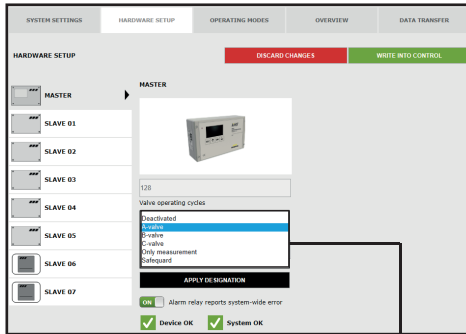 SYSTEM SETTINGS
HARDWARE SETUP
OPERATING MODES
OVERVIEW
DATA TRANSFER
HARDWARE SETUP
DISCARD CHANGES
WRITE INTO CONTROL
MASTER
SLAVE 01
SLAVE 02
SLAVE 03
SLAVE 04
SLAVE 05
SLAVE 06
SLAVE 07
MASTER
128
Valve operating cycles
Deactivated
A-valve
B-valve
C-valve
Only measurement
Safeguard
APPLY DESIGNATION
ON Alarm relay reports system-wide error
Device OK System OK